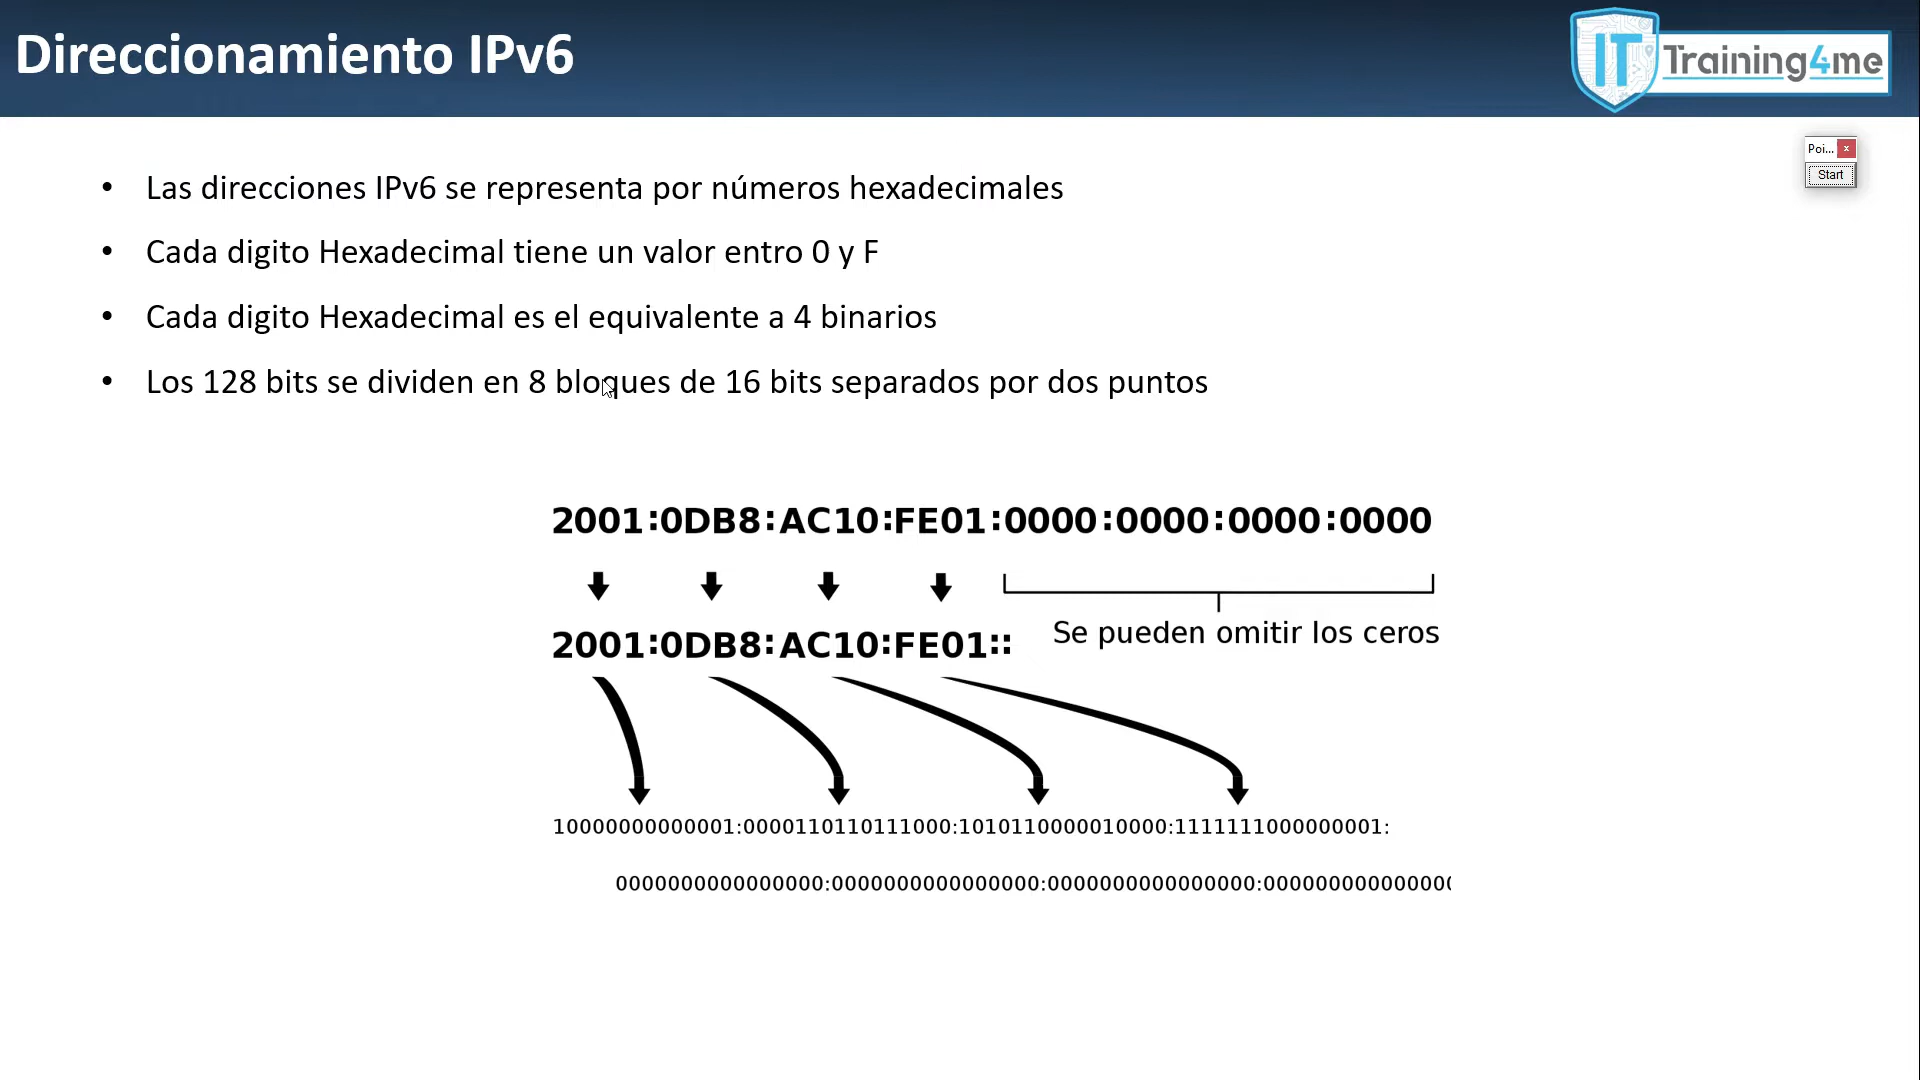 Direccionamiento IPv6
IT Training4me
Poi... x
Start
• Las direcciones IPv6 se representa por números hexadecimales
• Cada digito Hexadecimal tiene un valor entro 0 y F
• Cada digito Hexadecimal es el equivalente a 4 binarios
• Los 128 bits se dividen en 8 bloques de 16 bits separados por dos puntos
2001:0DB8:AC10:FE01:0000:0000:0000:0000
2001:0DB8:AC10:FE01::
Se pueden omitir los ceros
10000000000001:0000110110111000:1010110000010000:1111111000000001:
0000000000000000:0000000000000000:0000000000000000:000000000000000